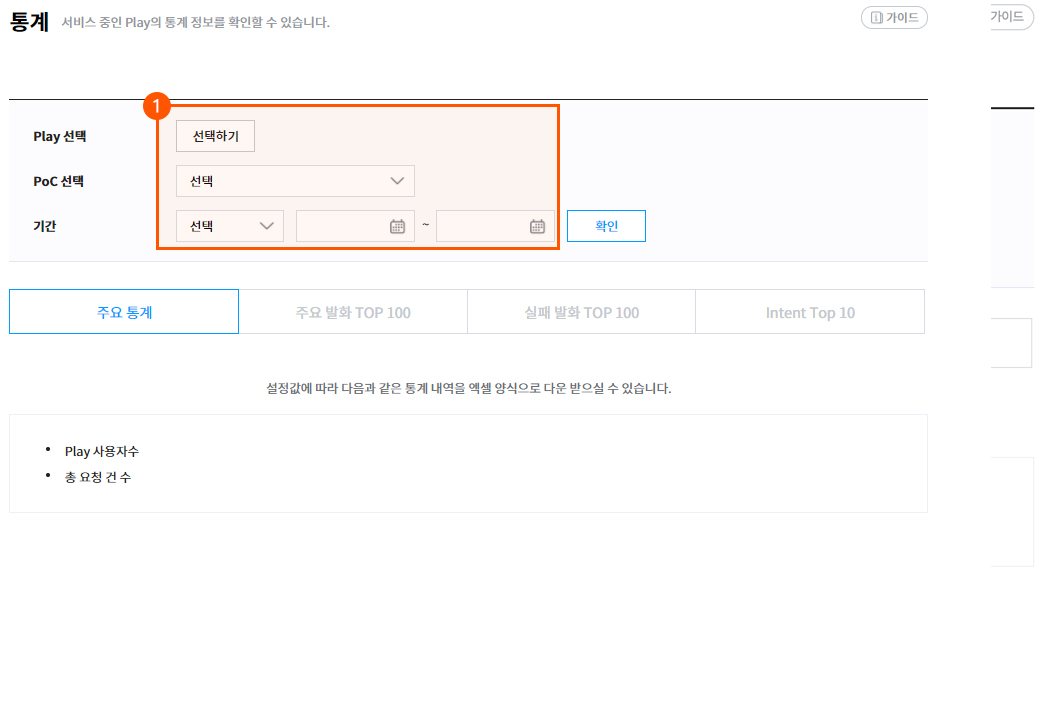 통계 서비스 중인 Play의 통계 정보를 확인할 수 있습니다. 가이드 가이드
1
Play 선택 선택하기
PoC 선택 선택
기간 선택 ~ 확인
주요 통계 주요 발화 TOP 100 실패 발화 TOP 100 Intent Top 10
설정값에 따라 다음과 같은 통계 내역을 엑셀 양식으로 다운 받으실 수 있습니다.
• Play 사용자수
• 총 요청 건 수